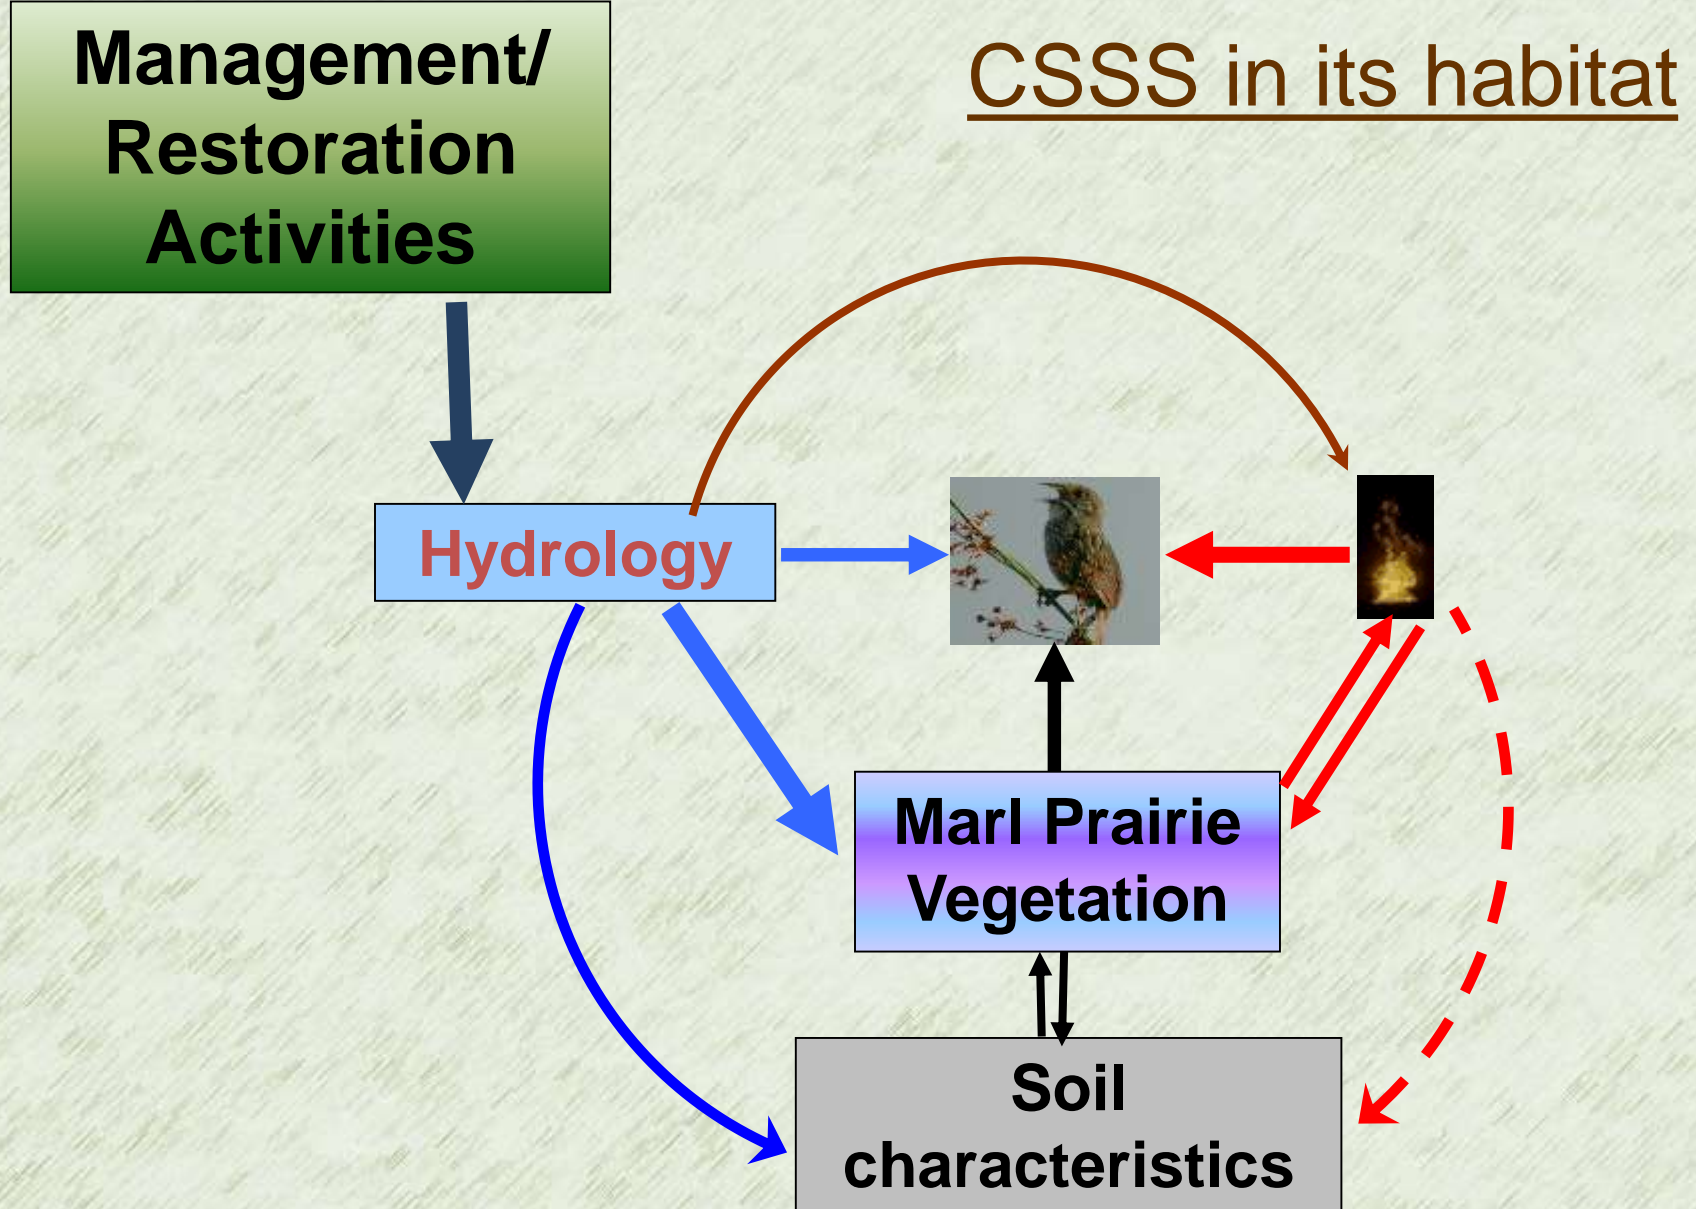 Management/
Restoration
Activities
CSSS in its habitat
Hydrology
Marl Prairie
Vegetation
Soil
characteristics